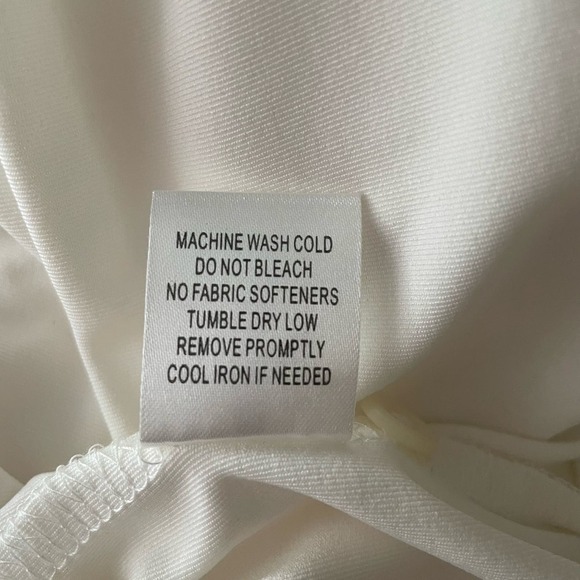 MACHINE WASH COLD
DO NOT BLEACH
NO FABRIC SOFTENERS
TUMBLE DRY LOW
REMOVE PROMPTLY
COOL IRON IF NEEDED